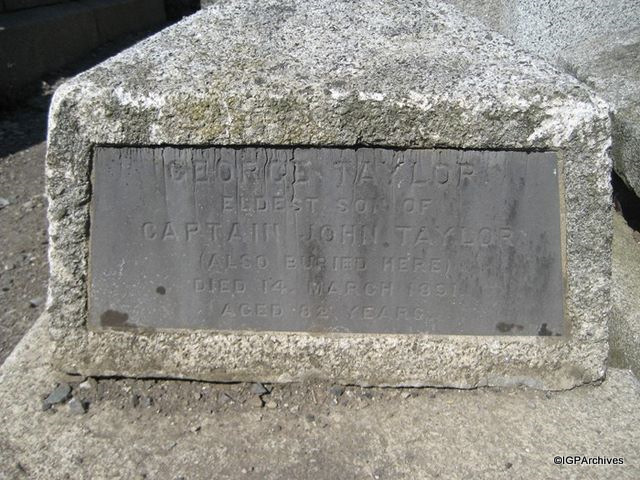 GEORGE TAYLOR
ELDEST SON OF
CAPTAIN JOHN TAYLOR
(ALSO BURIED HERE)
DIED 14. MARCH 1891
AGED 82 YEARS.
©IGPArchives